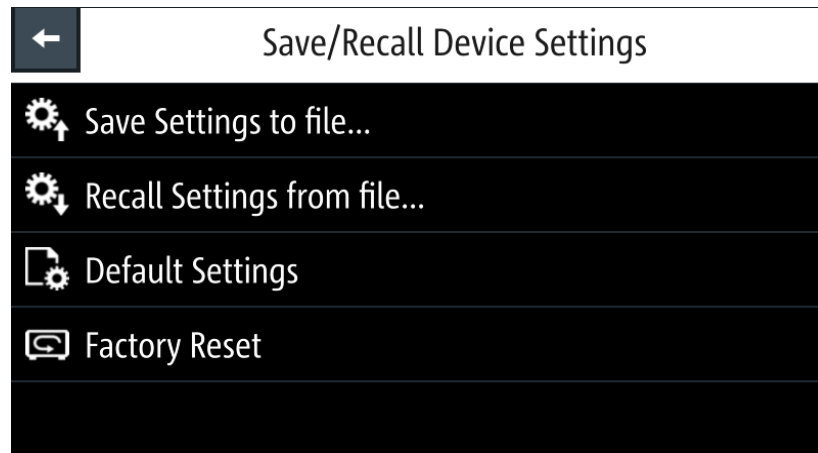 Save/Recall Device Settings
Save Settings to file...
Recall Settings from file...
Default Settings
Factory Reset